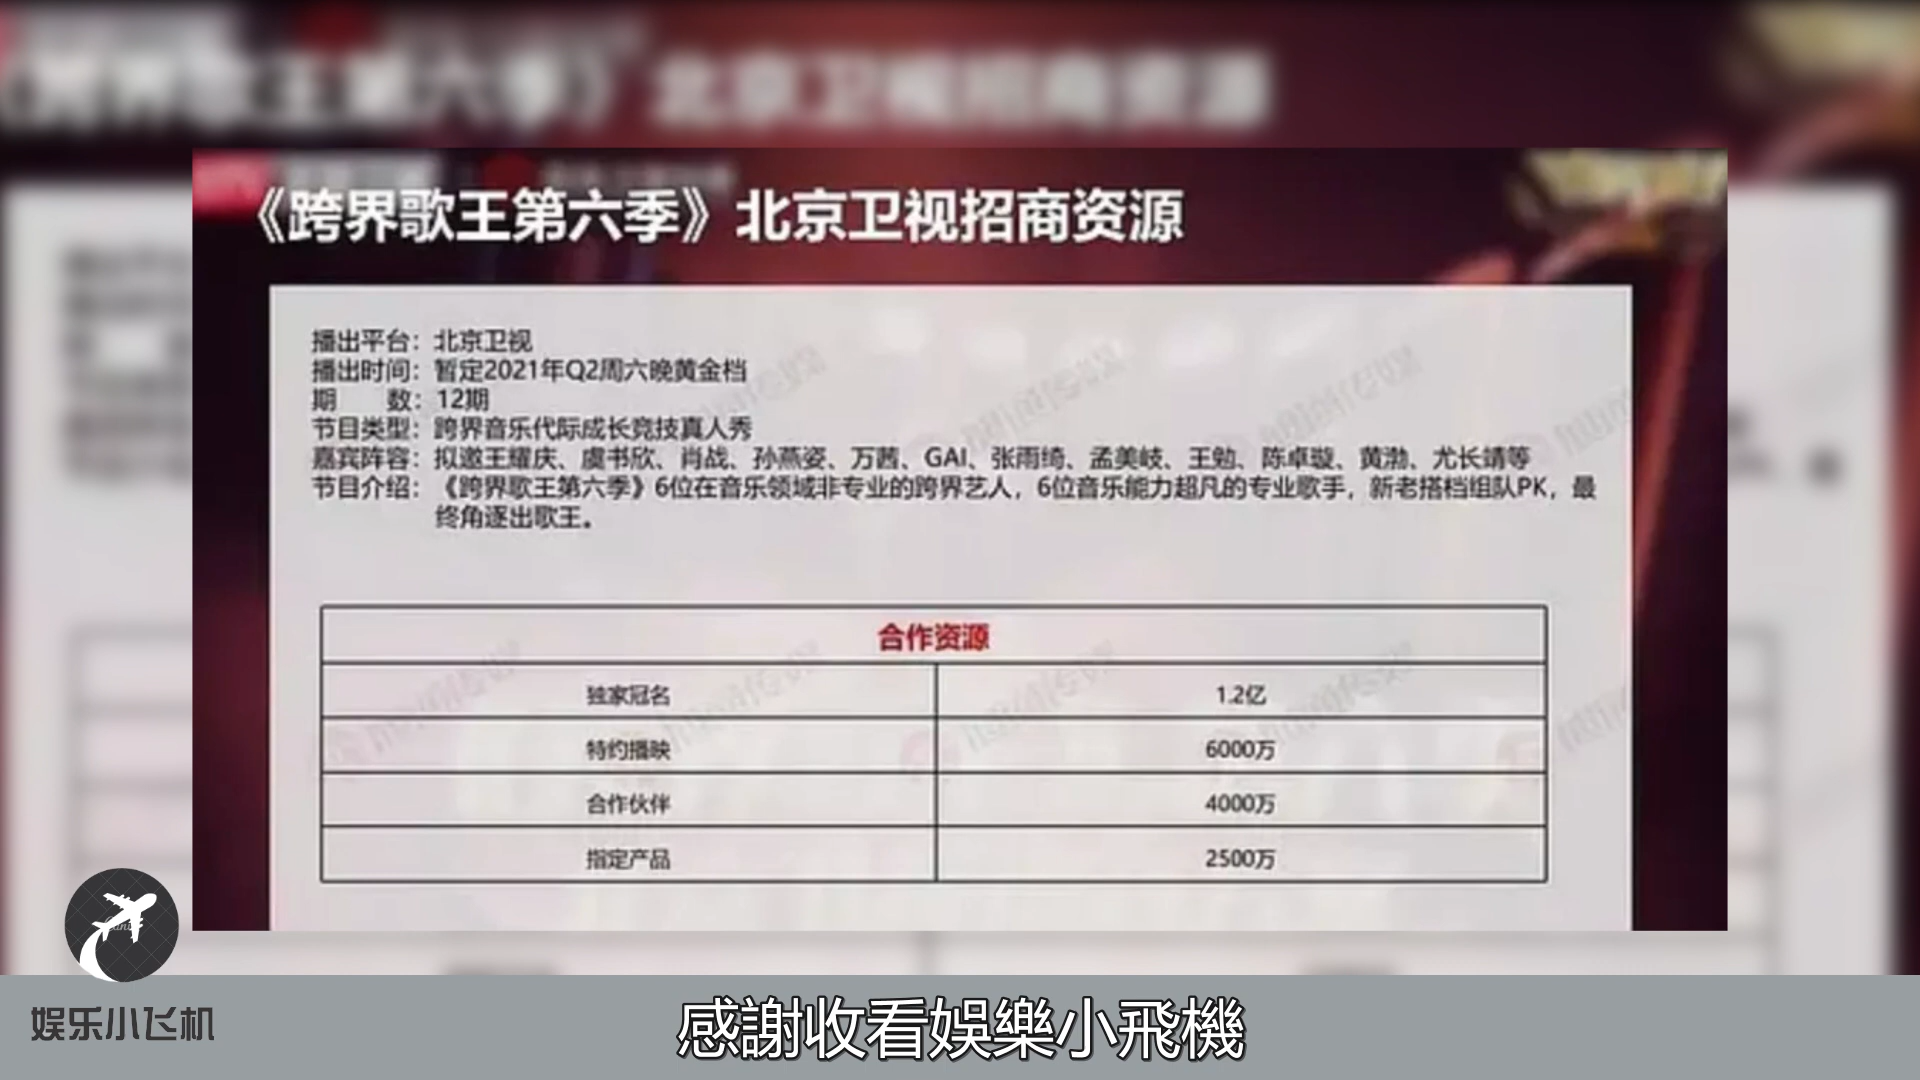 《跨界歌王第六季》北京卫视招商资源
播出平台：北京卫视
播出时间：暂定2021年Q2周六晚黄金档
期　　数：12期
节目类型：跨界音乐代际成长竞技真人秀
嘉宾阵容：拟邀王耀庆、虞书欣、肖战、孙燕姿、万茜、GAI、张雨绮、孟美岐、王勉、陈卓璇、黄渤、尤长靖等
节目介绍：《跨界歌王第六季》6位在音乐领域非专业的跨界艺人，6位音乐能力超凡的专业歌手，新老搭档组队PK，最
终角逐出歌王。
合作资源
独家冠名 1.2亿
特约播映 6000万
合作伙伴 4000万
指定产品 2500万
娱乐小飞机
感謝收看娛樂小飛機